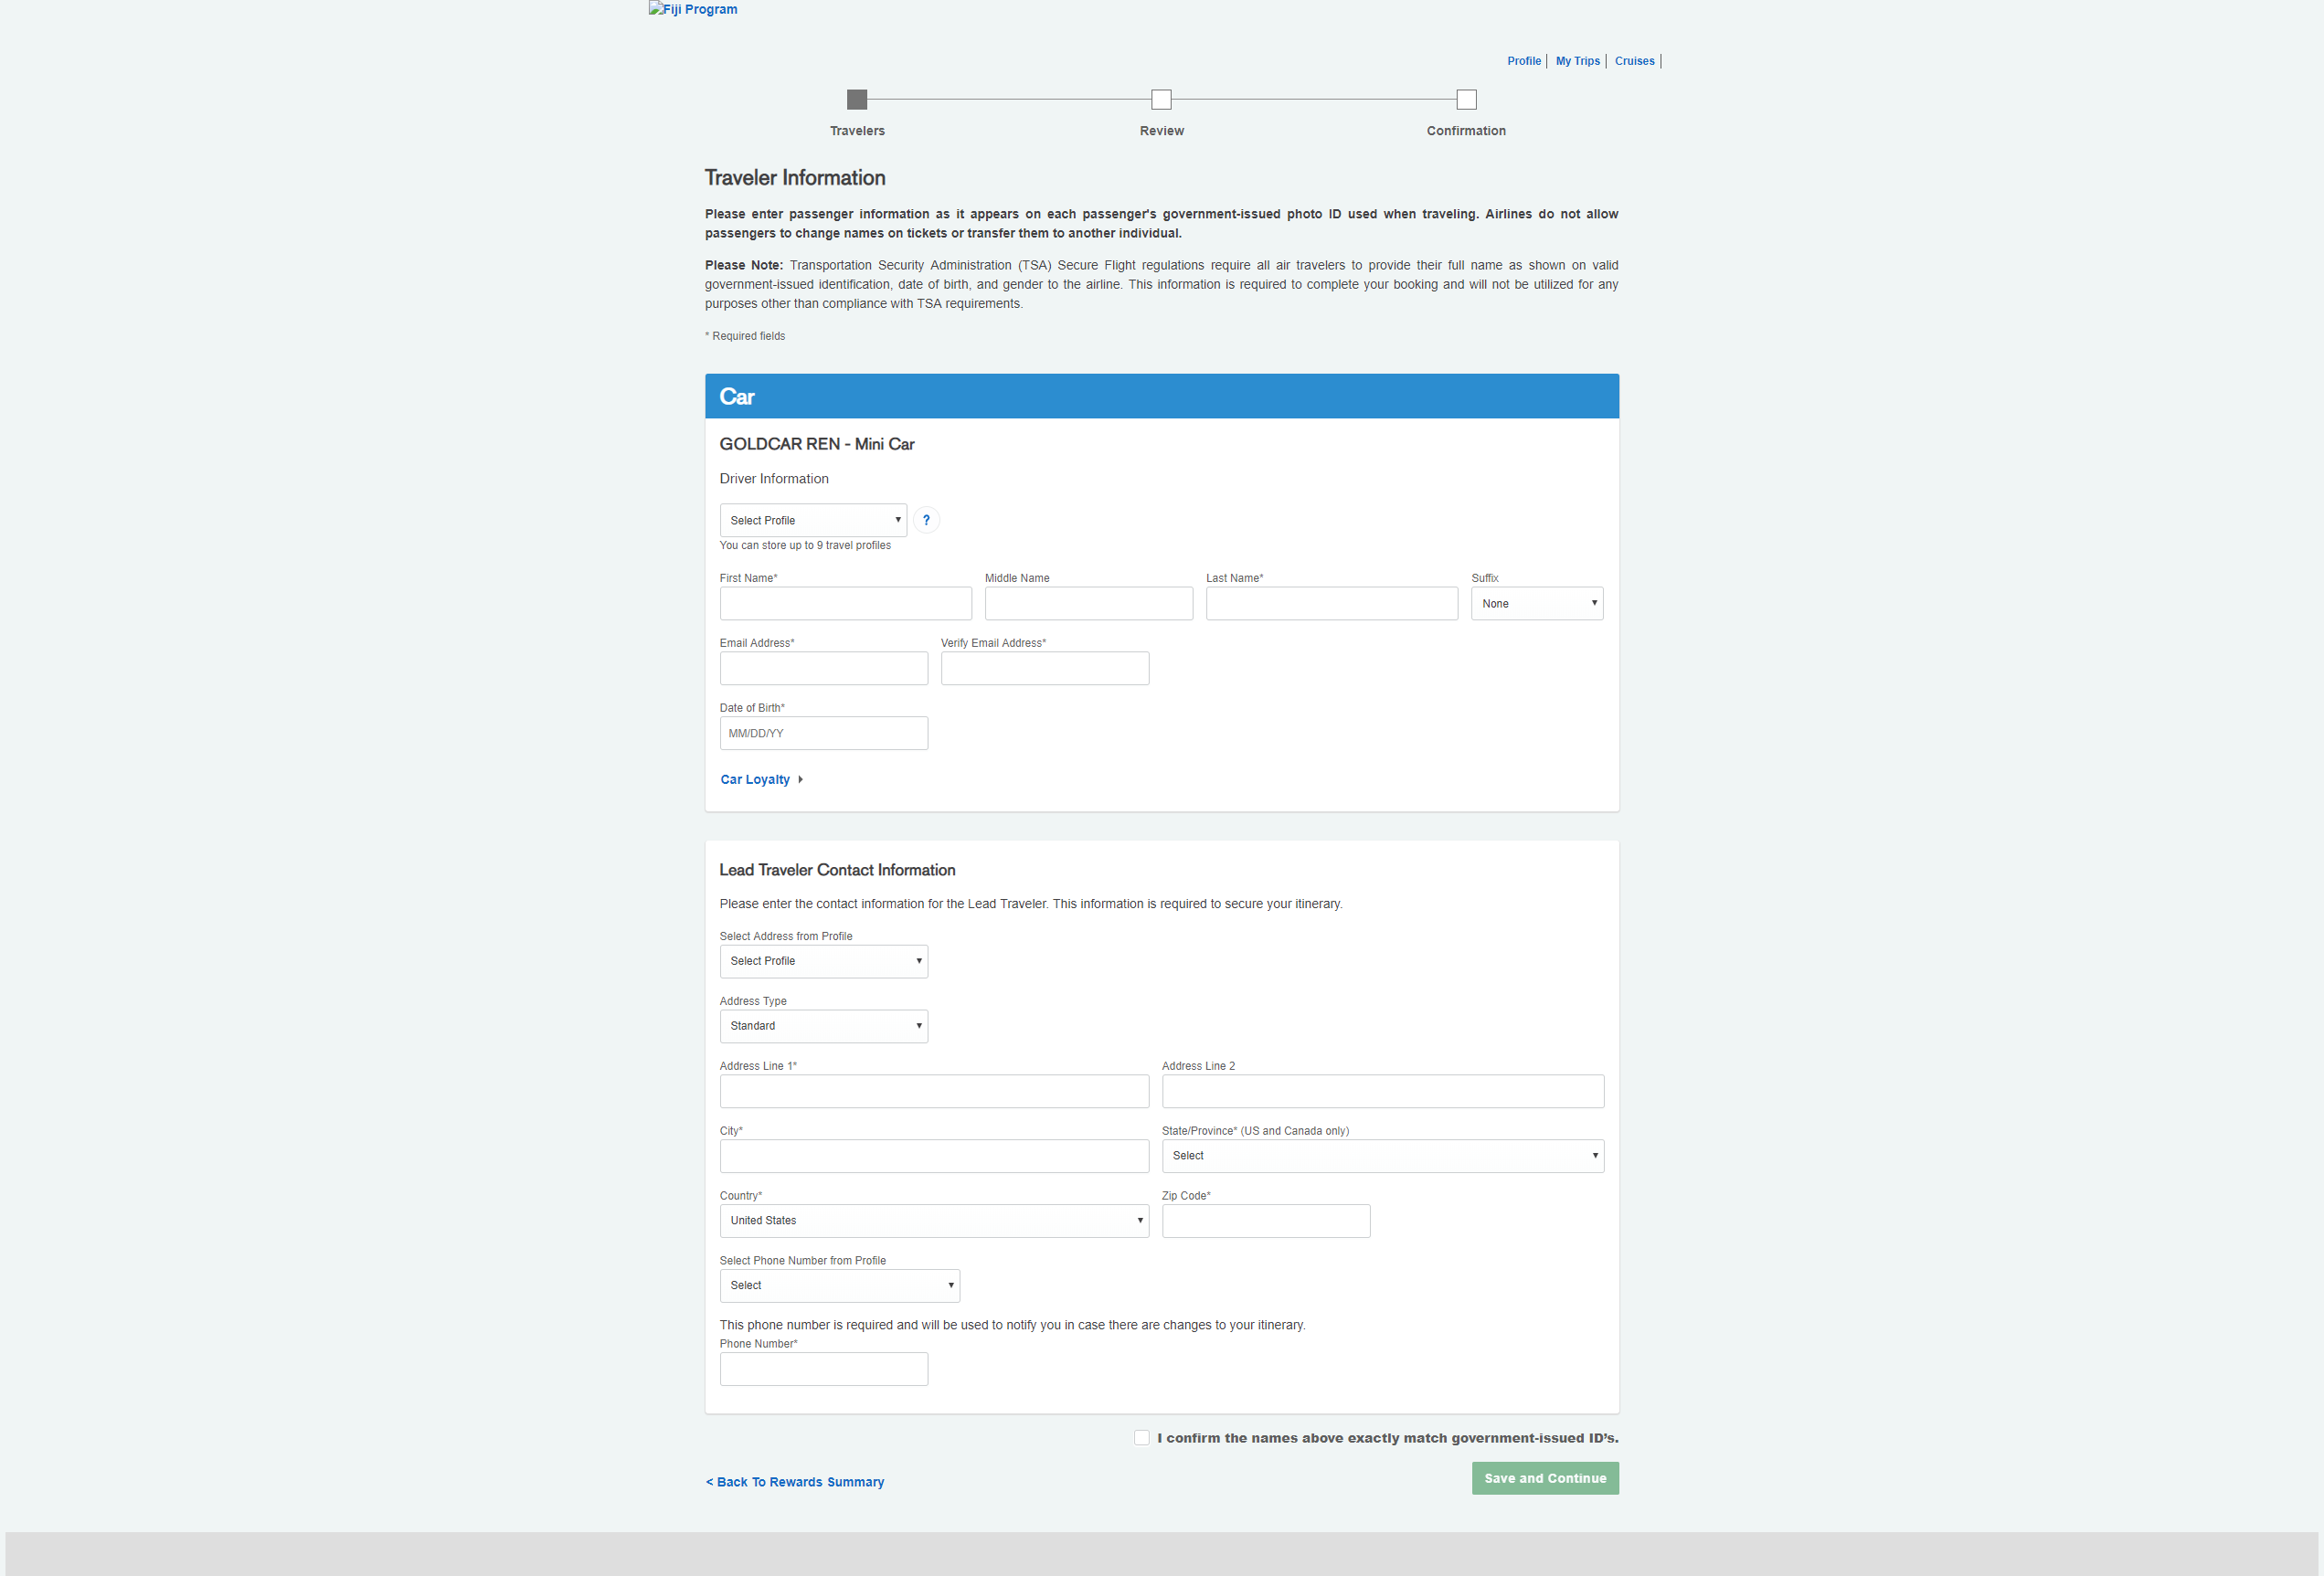 Fiji Program
Profile
My Trips
Cruises
Travelers
Review
Confirmation
Traveler Information
Please enter passenger information as it appears on each passenger's government-issued photo ID used when traveling. Airlines do not allow
passengers to change names on tickets or transfer them to another individual.
Please Note: Transportation Security Administration (TSA) Secure Flight regulations require all air travelers to provide their full name as shown on valid
government-issued identification, date of birth, and gender to the airline. This information is required to complete your booking and will not be utilized for any
purposes other than compliance with TSA requirements.
* Required fields
Car
GOLDCAR REN - Mini Car
Driver Information
Select Profile
?
You can store up to 9 travel profiles
First Name*
Middle Name
Last Name*
Suffix
None
Email Address*
Verify Email Address*
Date of Birth*
MM/DD/YY
Car Loyalty
Lead Traveler Contact Information
Please enter the contact information for the Lead Traveler. This information is required to secure your itinerary.
Select Address from Profile
Select Profile
Address Type
Standard
Address Line 1*
Address Line 2
City*
State/Province* (US and Canada only)
Select
Country*
Zip Code*
United States
Select Phone Number from Profile
Select
This phone number is required and will be used to notify you in case there are changes to your itinerary.
Phone Number*
I confirm the names above exactly match government-issued ID's.
< Back To Rewards Summary
Save and Continue